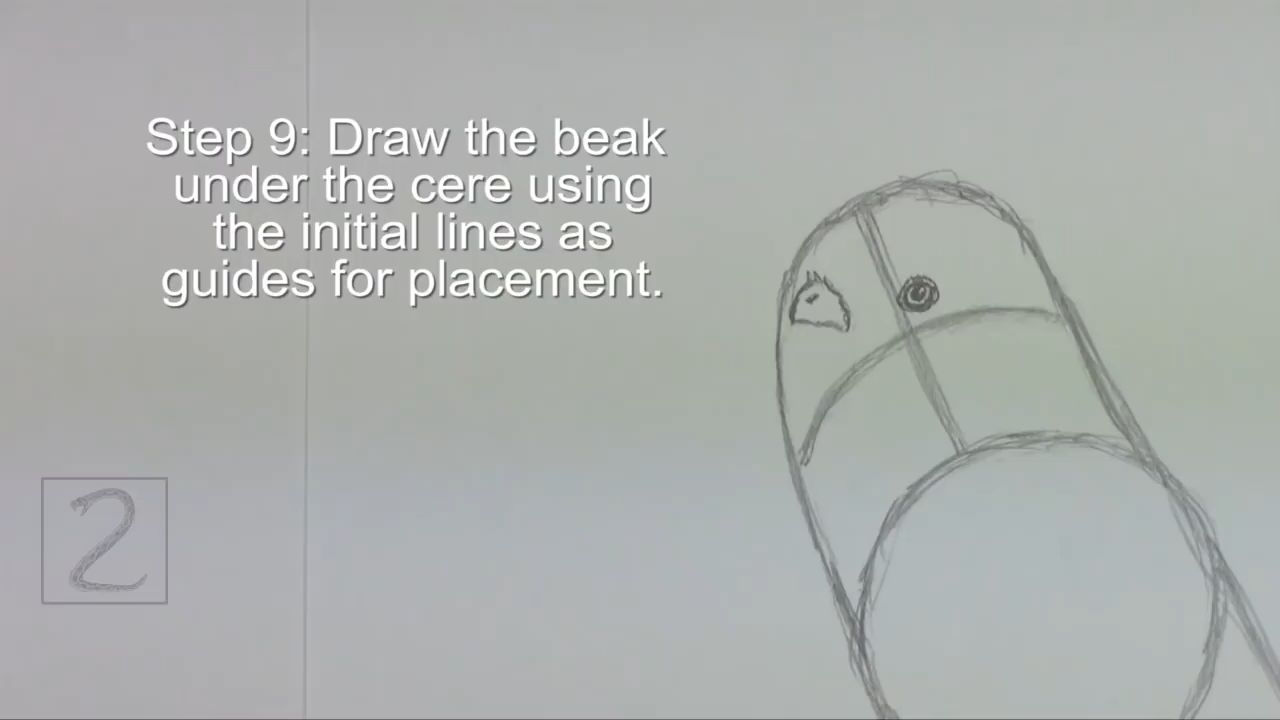 Step 9: Draw the beak
under the cere using
the initial lines as
guides for placement.
2